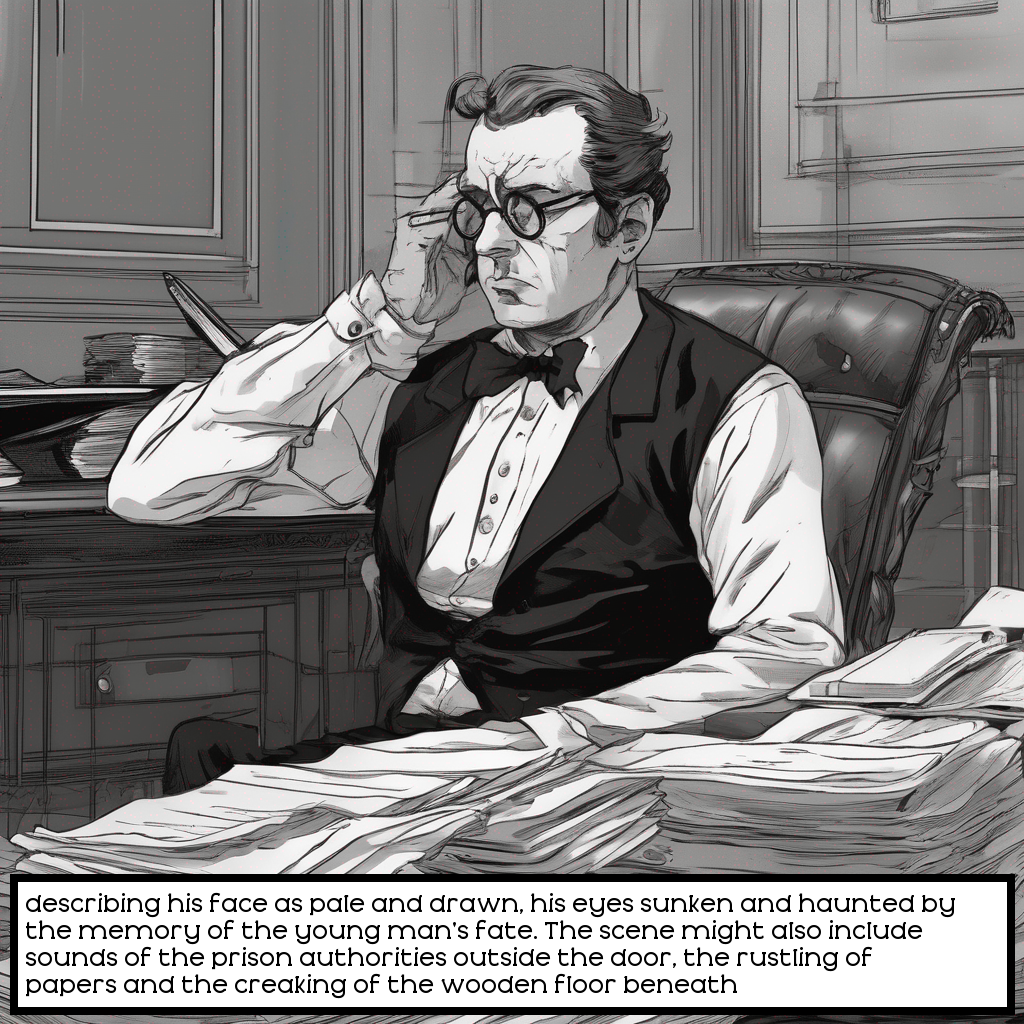 describing his face as pale and drawn, his eyes sunken and haunted by
the memory of the young man's fate. The scene might also include
sounds of the prison authorities outside the door, the rustling of
papers and the creaking of the wooden floor beneath